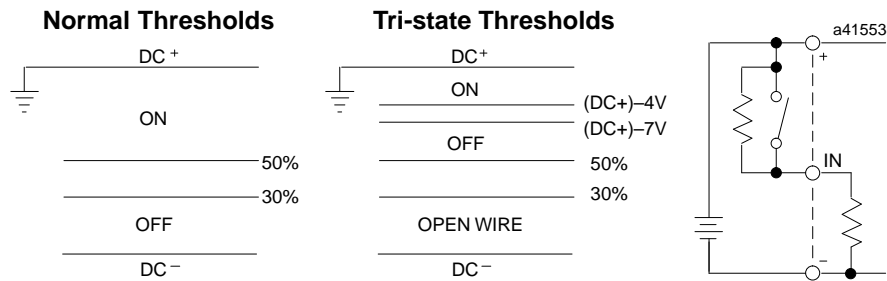 Normal Thresholds
DC +
ON
50%
30%
OFF
DC –
Tri-state Thresholds
DC+
ON
(DC+)–4V
(DC+)–7V
OFF
50%
30%
OPEN WIRE
DC –
a41553
+
IN
–